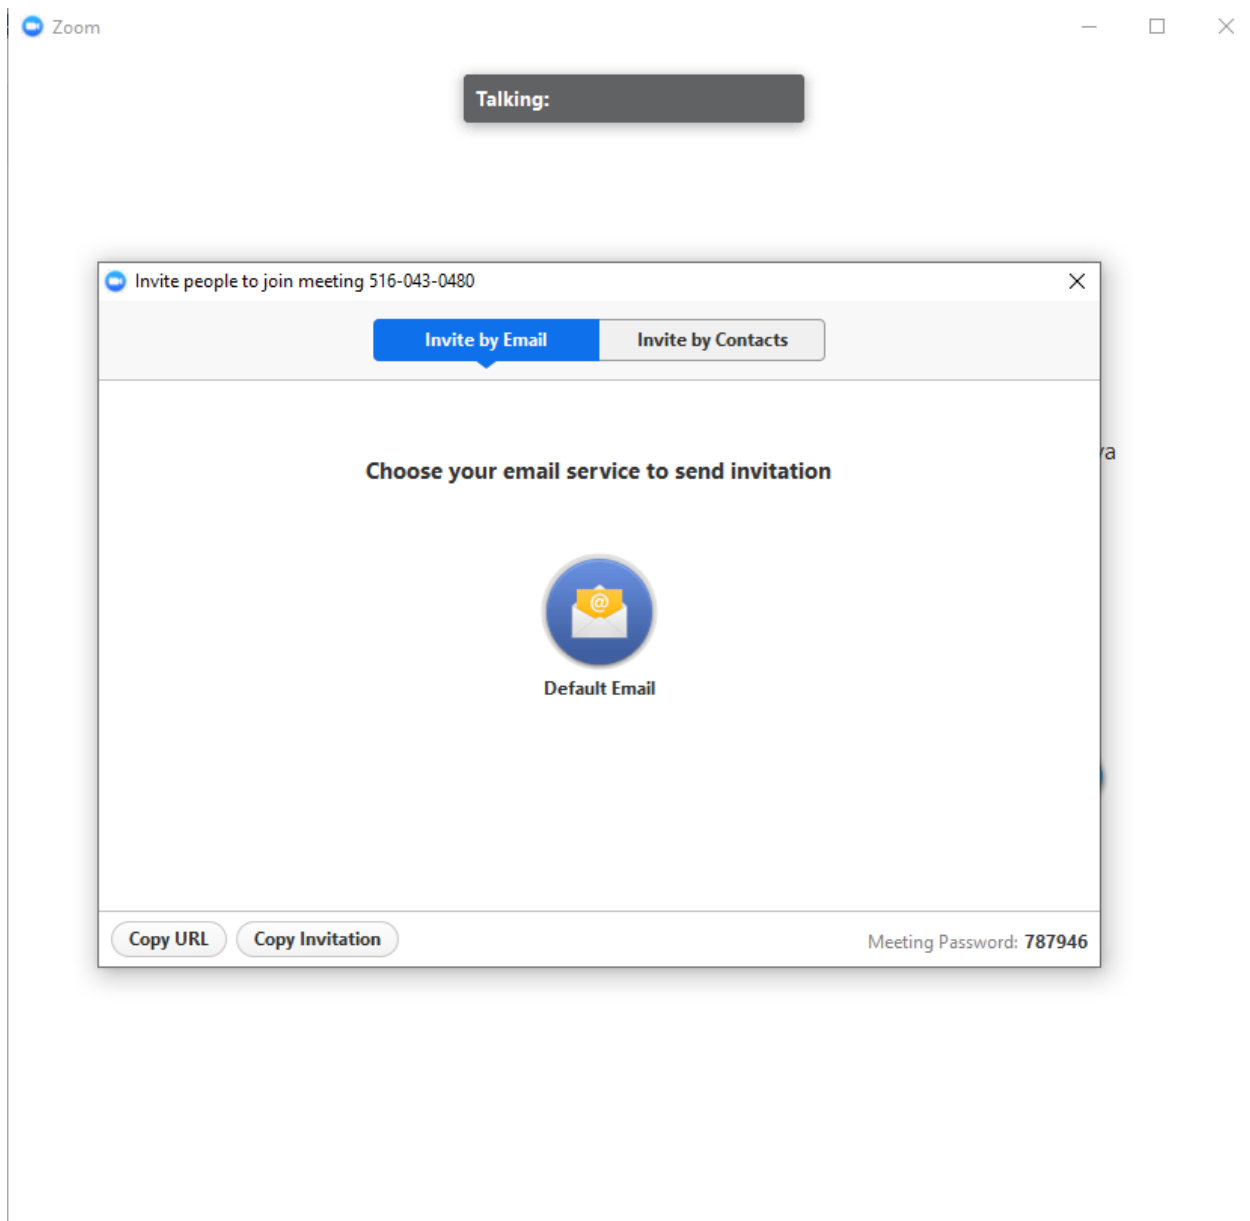 Zoom
Talking:
Invite people to join meeting 516-043-0480
Invite by Email
Invite by Contacts
Choose your email service to send invitation
@
Default Email
Copy URL
Copy Invitation
Meeting Password: 787946